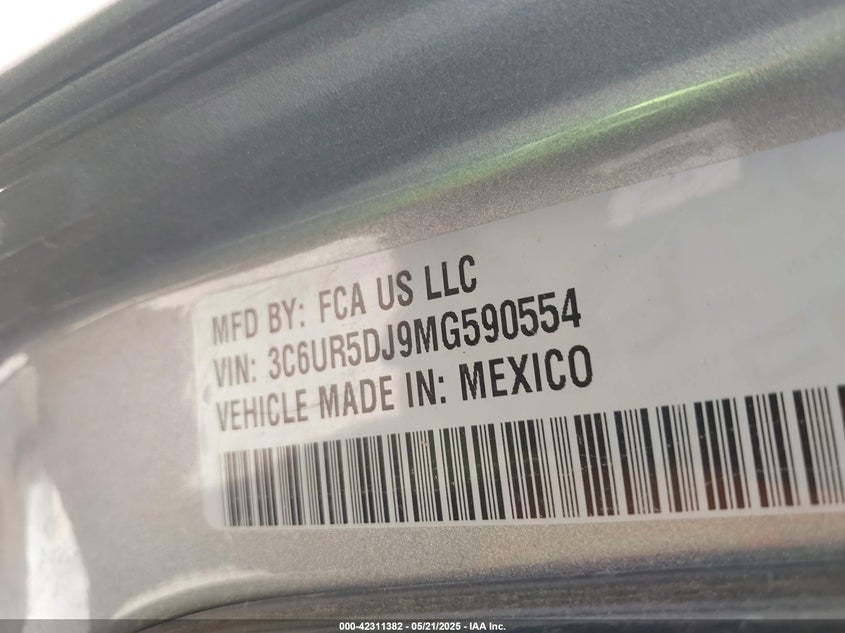 MFD BY: FCA US LLC
VIN: 3C6UR5DJ9MG590554
VEHICLE MADE IN: MEXICO
000-42311382 - 05/21/2025 - IAA Inc.